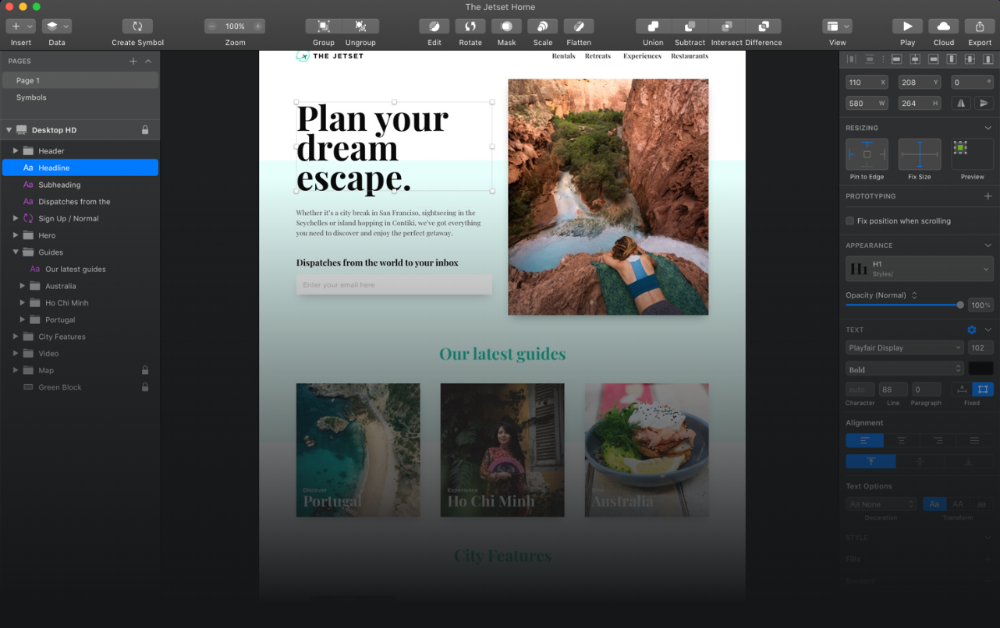 The Jetset Home
Insert
Data
Create Symbol
100%
Zoom
Group
Ungroup
Edit
Rotate
Mask
Scale
Flatten
Union
Subtract
Intersect
Difference
View
Play
Cloud
Export
PAGES
Page 1
Symbols
Desktop HD
Header
Aa Headline
Aa Subheading
Aa Dispatches from the
Sign Up / Normal
Hero
Guides
Aa Our latest guides
Australia
Ho Chi Minh
Portugal
City Features
Video
Map
Green Block
THE JETSET
Rentals
Retreats
Experiences
Restaurants
Plan your
dream
escape.
Whether it's a city break in San Franciso, sightseeing in the
Seychelles or island hopping in Contiki, we've got everything
you need to discover and enjoy the perfect getaway.
Dispatches from the world to your inbox
Enter your email here
Our latest guides
Discover
Portugal
Experience
Ho Chi Minh
Australia
City Features
110 X
208 Y
0 °
580 W
264 H
RESIZING
Pin to Edge
Fix Size
Preview
PROTOTYPING
Fix position when scrolling
APPEARANCE
H1
H1
Styles/
Opacity (Normal)
100%
TEXT
Playfair Display
102
Bold
auto
88
0
Character
Line
Paragraph
Fixed
Alignment
Text Options
Aa None
Aa
AA
aa
Decoration
Transform
STYLE
Fills
Borders